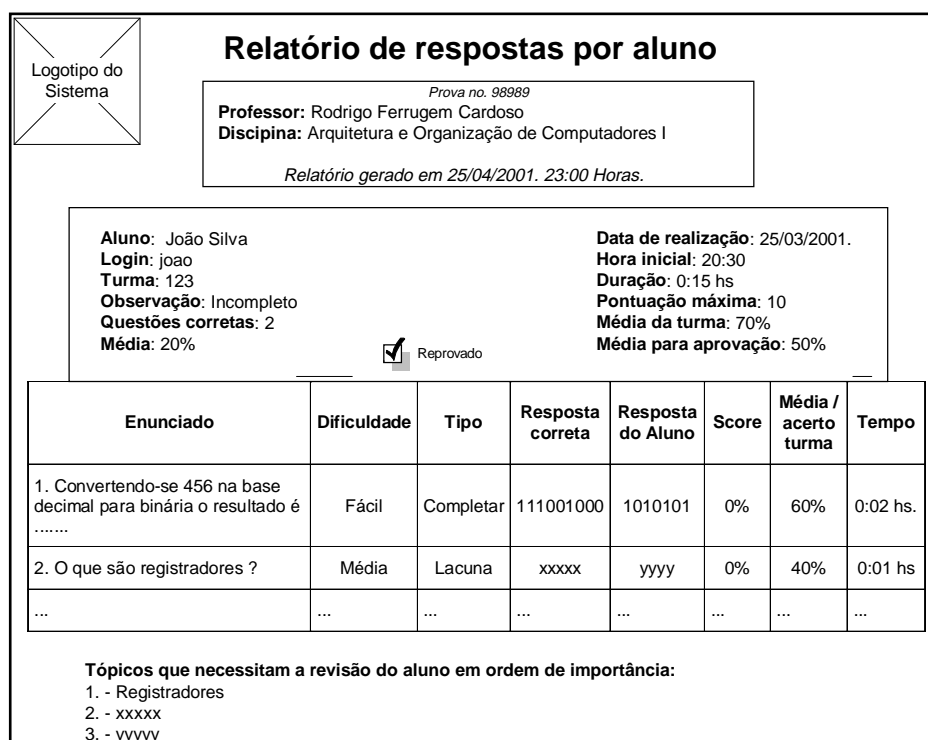 Logotipo do
Sistema
Relatório de respostas por aluno
Prova no. 98989
Professor: Rodrigo Ferrugem Cardoso
Discipina: Arquitetura e Organização de Computadores I
Relatório gerado em 25/04/2001. 23:00 Horas.
Aluno: João Silva
Login: joao
Turma: 123
Observação: Incompleto
Questões corretas: 2
Média: 20%
Reprovado
Data de realização: 25/03/2001.
Hora inicial: 20:30
Duração: 0:15 hs
Pontuação máxima: 10
Média da turma: 70%
Média para aprovação: 50%
Enunciado Dificuldade Tipo Resposta correta Resposta do Aluno Score Média / acerto turma Tempo
1. Convertendo-se 456 na base
decimal para binária o resultado é
....... Fácil Completar 111001000 1010101 0% 60% 0:02 hs.
2. O que são registradores ? Média Lacuna xxxxx yyyy 0% 40% 0:01 hs
... ... ... ... ... ... ... ...
Tópicos que necessitam a revisão do aluno em ordem de importância:
1. - Registradores
2. - xxxxx
3. - yyyyy